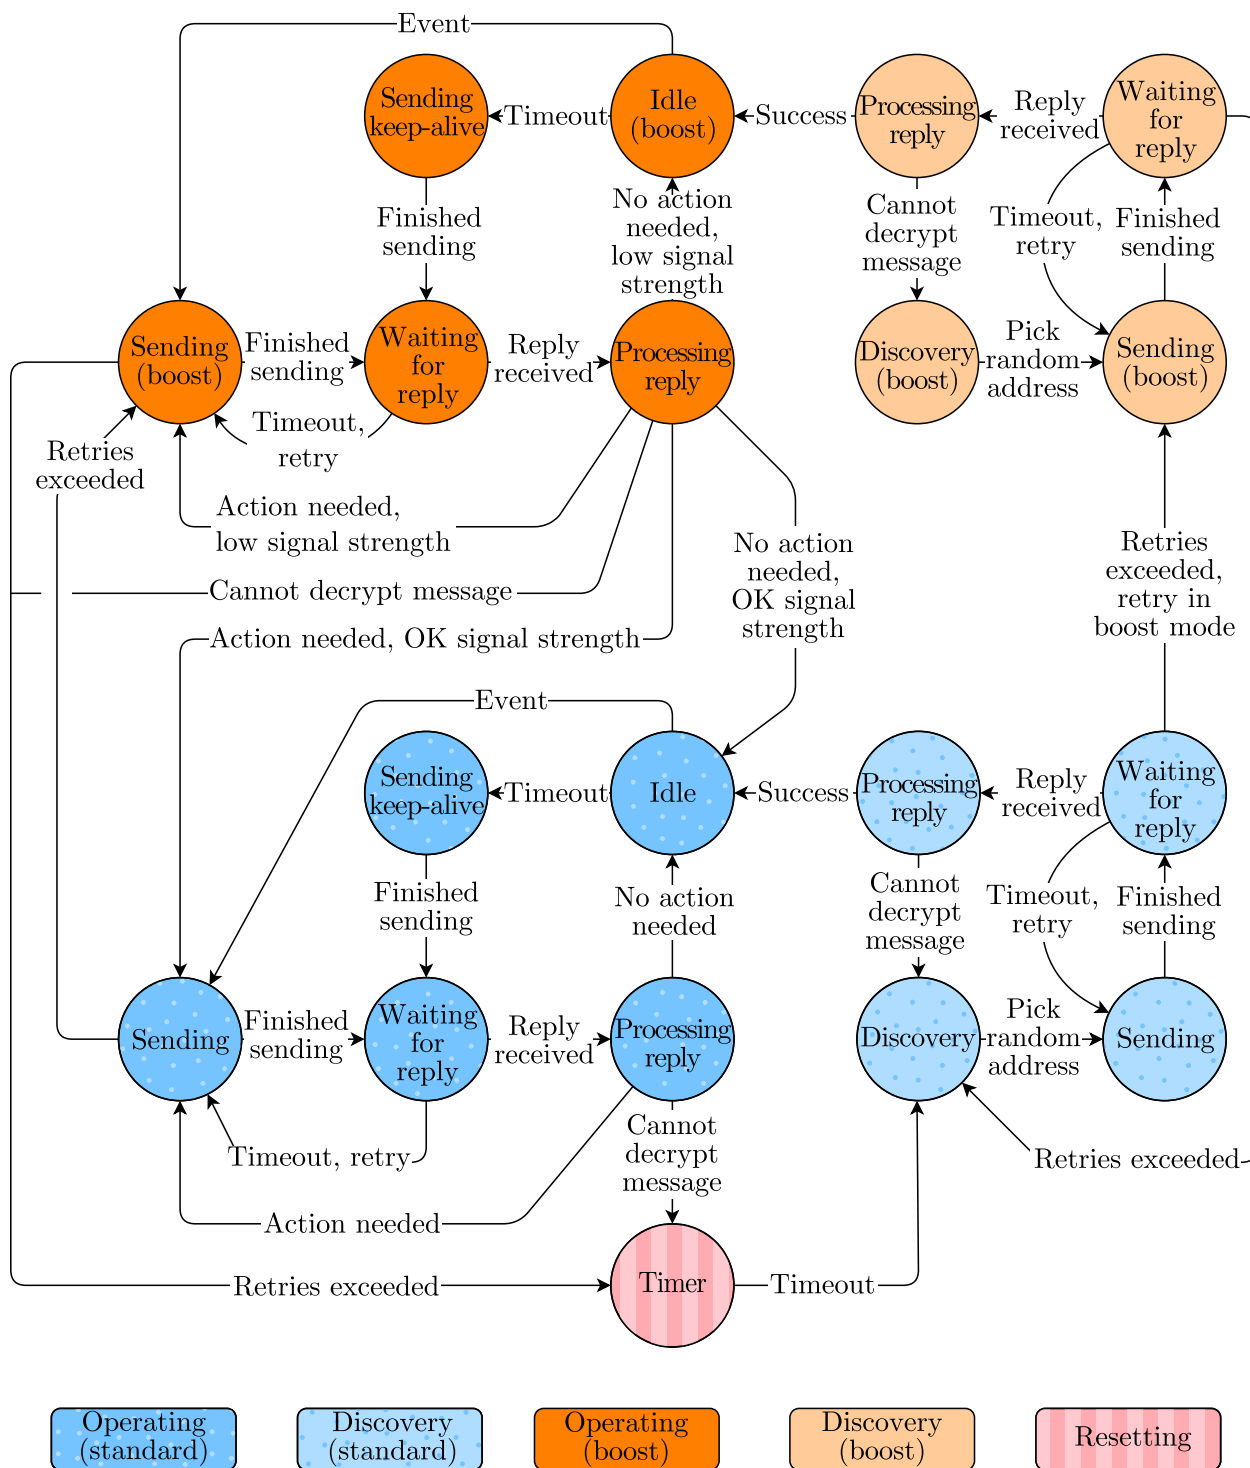 Event
Sending
keep-alive
Timeout
Idle
(boost)
Success
Processing
reply
Reply
received
Waiting
for
reply
Finished
sending
No action
needed,
low signal
strength
Cannot
decrypt
message
Timeout,
retry
Finished
sending
Sending
(boost)
Finished
sending
Waiting
for
reply
Reply
received
Processing
reply
Discovery
(boost)
Pick
random
address
Sending
(boost)
Timeout,
retry
Retries
exceeded
Action needed,
low signal strength
No action
needed,
OK signal
strength
Retries
exceeded,
retry in
boost mode
Cannot decrypt message
Action needed, OK signal strength
Event
Sending
keep-alive
Timeout
Idle
Success
Processing
reply
Reply
received
Waiting
for
reply
Finished
sending
No action
needed
Cannot
decrypt
message
Timeout,
retry
Finished
sending
Sending
Finished
sending
Waiting
for
reply
Reply
received
Processing
reply
Discovery
Pick
random
address
Sending
Timeout, retry
Cannot
decrypt
message
Retries exceeded
Action needed
Retries exceeded
Timer
Timeout
Operating
(standard)
Discovery
(standard)
Operating
(boost)
Discovery
(boost)
Resetting